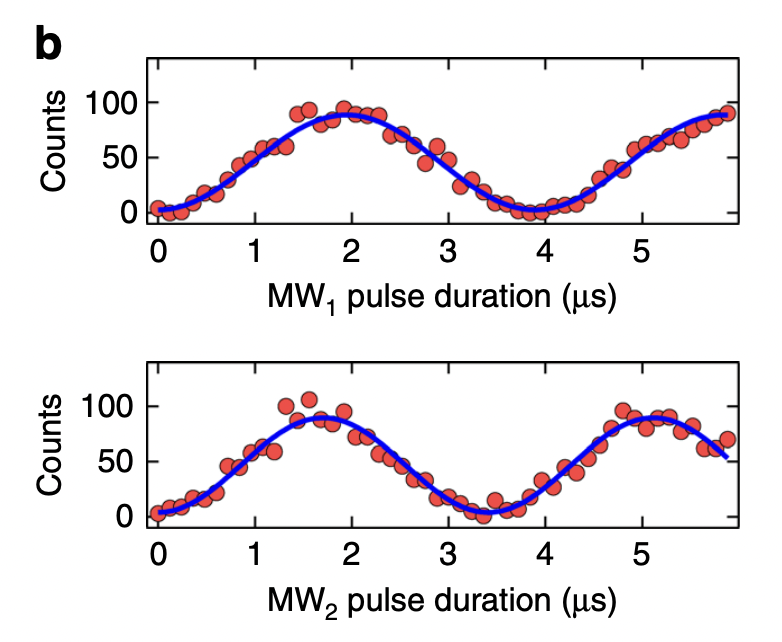 b
Counts
100
50
0
0 1 2 3 4 5
MW₁ pulse duration (μs)
Counts
100
50
0
0 1 2 3 4 5
MW₂ pulse duration (μs)